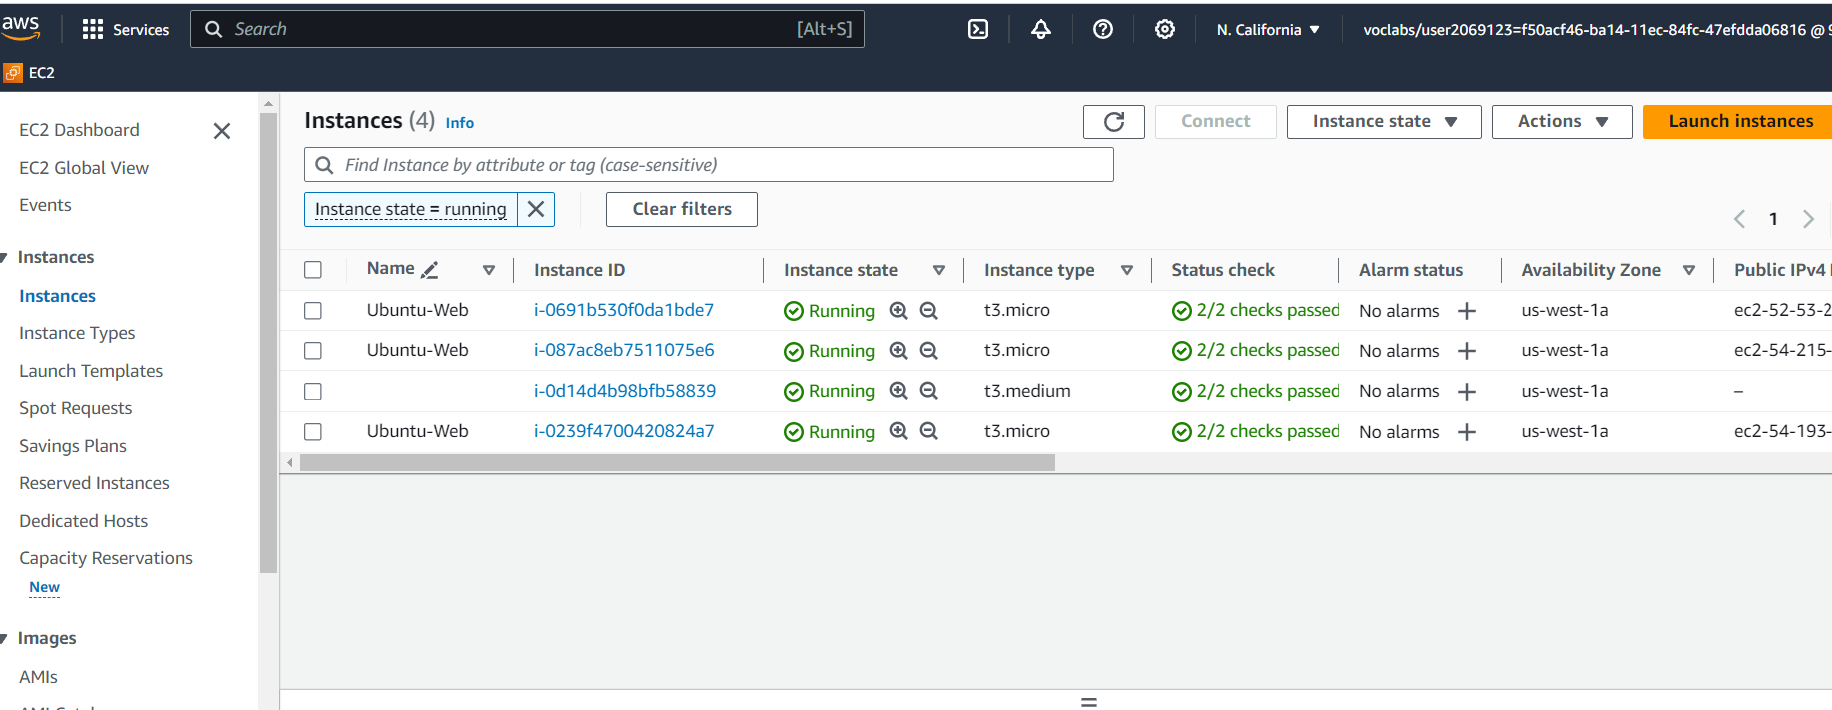 aws
Services
Search
[Alt+S]
N. California
voclabs/user2069123=f50acf46-ba14-11ec-84fc-47efdda06816 @
EC2
EC2 Dashboard
EC2 Global View
Events
Instances
Instances
Instance Types
Launch Templates
Spot Requests
Savings Plans
Reserved Instances
Dedicated Hosts
Capacity Reservations
New
Images
AMIs
Instances (4) Info
Connect
Instance state
Actions
Launch instances
Find Instance by attribute or tag (case-sensitive)
Instance state = running
Clear filters
1
Name Instance ID Instance state Instance type Status check Alarm status Availability Zone Public IPv4
Ubuntu-Web i-0691b530f0da1bde7 Running t3.micro 2/2 checks passed No alarms + us-west-1a ec2-52-53-2
Ubuntu-Web i-087ac8eb7511075e6 Running t3.micro 2/2 checks passed No alarms + us-west-1a ec2-54-215-
i-0d14d4b98bfb58839 Running t3.medium 2/2 checks passed No alarms + us-west-1a –
Ubuntu-Web i-0239f4700420824a7 Running t3.micro 2/2 checks passed No alarms + us-west-1a ec2-54-193-